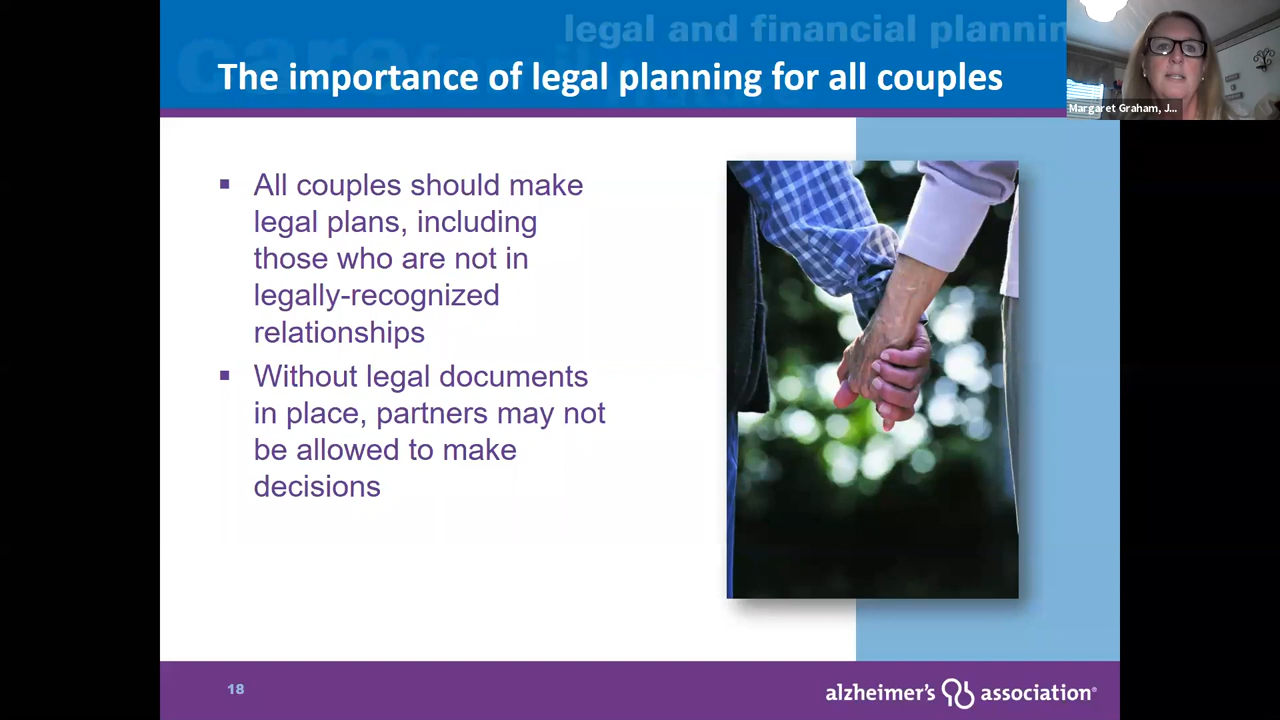 legal and financial plannin
care
The importance of legal planning for all couples
Margaret Graham, J...
▪ All couples should make
legal plans, including
those who are not in
legally-recognized
relationships
▪ Without legal documents
in place, partners may not
be allowed to make
decisions
18
alzheimer's association®